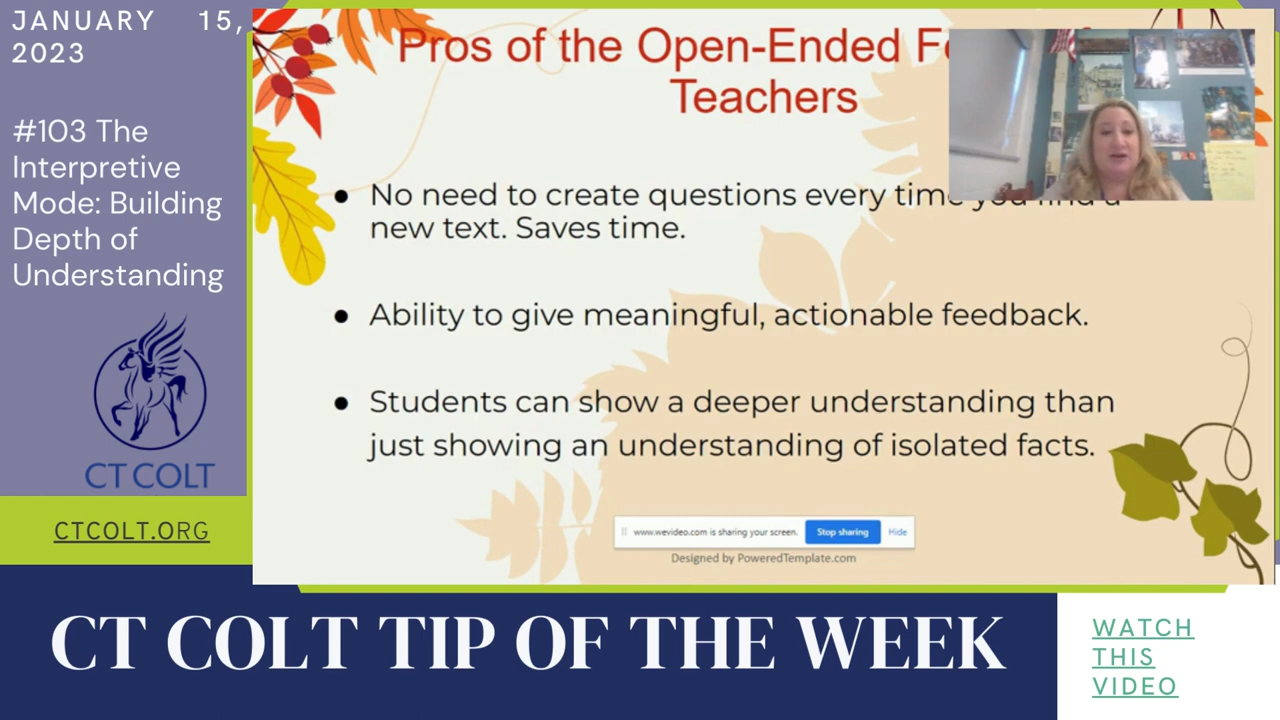 JANUARY 15,
2023
#103 The
Interpretive
Mode: Building
Depth of
Understanding
CT COLT
CTCOLT.ORG
Pros of the Open-Ended
Teachers
● No need to create questions every time you find a
new text. Saves time.
● Ability to give meaningful, actionable feedback.
● Students can show a deeper understanding than
just showing an understanding of isolated facts.
www.wevideo.com is sharing your screen. Stop sharing Hide
Designed by PoweredTemplate.com
CT COLT TIP OF THE WEEK
WATCH
THIS
VIDEO